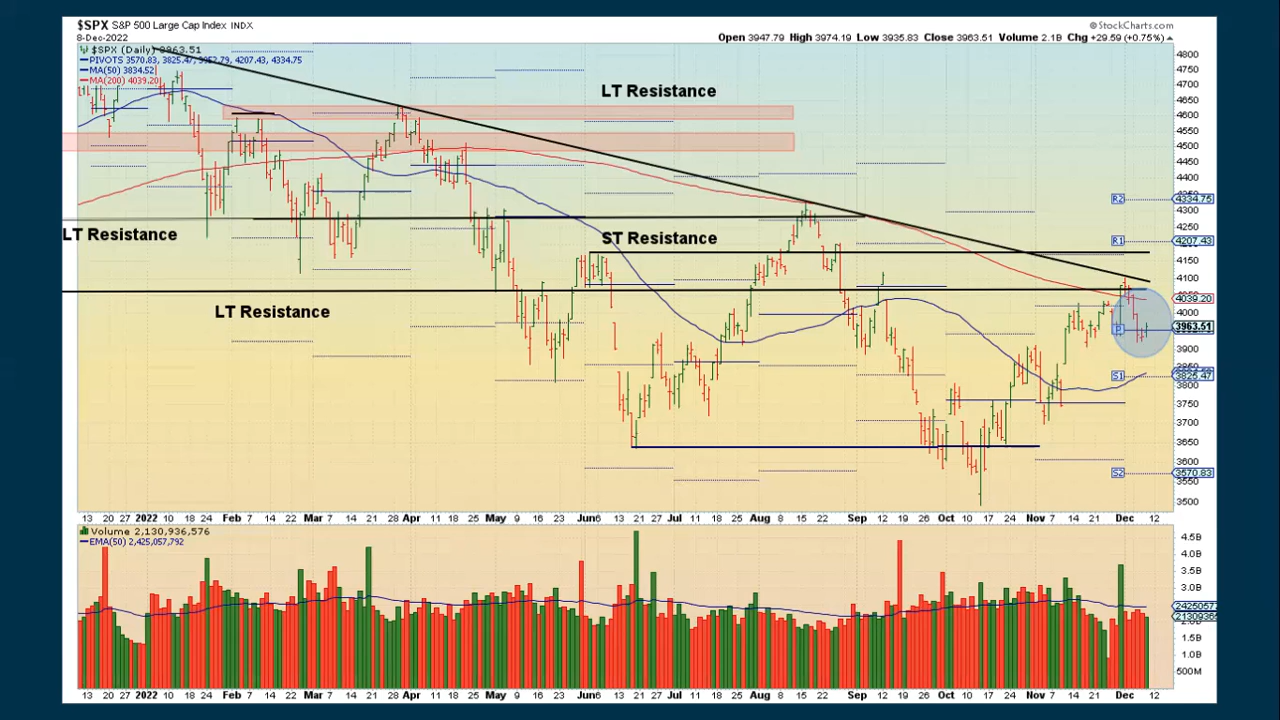 $SPX S&P 500 Large Cap Index INDX
© StockCharts.com
8-Dec-2022
Open 3947.79 High 3974.19 Low 3935.83 Close 3963.51 Volume 2.1B Chg +29.59 (+0.75%)
$SPX (Daily) 3963.51
PIVOTS 3570.83, 3825.47, 3952.79, 4207.43, 4334.75
MA(50) 3834.52
MA(200) 4039.20
LT Resistance
LT Resistance
ST Resistance
LT Resistance
R2
R1
P
S1
S2
4800
4750
4700
4650
4600
4550
4500
4450
4400
4350
4334.75
4300
4250
4207.43
4150
4100
4050
4039.20
4000
3963.51
3900
3825.47
3800
3750
3700
3650
3600
3570.83
3550
3500
13 20 27 2022 10 18 24 Feb 7 14 22 Mar 7 14 21 28 Apr 11 18 25 May 9 16 23 Jun 6 13 21 27 Jul 11 18 25 Aug 8 15 22 Sep 12 19 26 Oct 10 17 24 Nov 7 14 21 Dec 12
Volume 2,130,936,576
EMA(50) 2,425,057,792
4.5B
4.0B
3.5B
3.0B
2425057
2130936
1.5B
1.0B
500M
13 20 27 2022 10 18 24 Feb 7 14 22 Mar 7 14 21 28 Apr 11 18 25 May 9 16 23 Jun 6 13 21 27 Jul 11 18 25 Aug 8 15 22 Sep 12 19 26 Oct 10 17 24 Nov 7 14 21 Dec 12